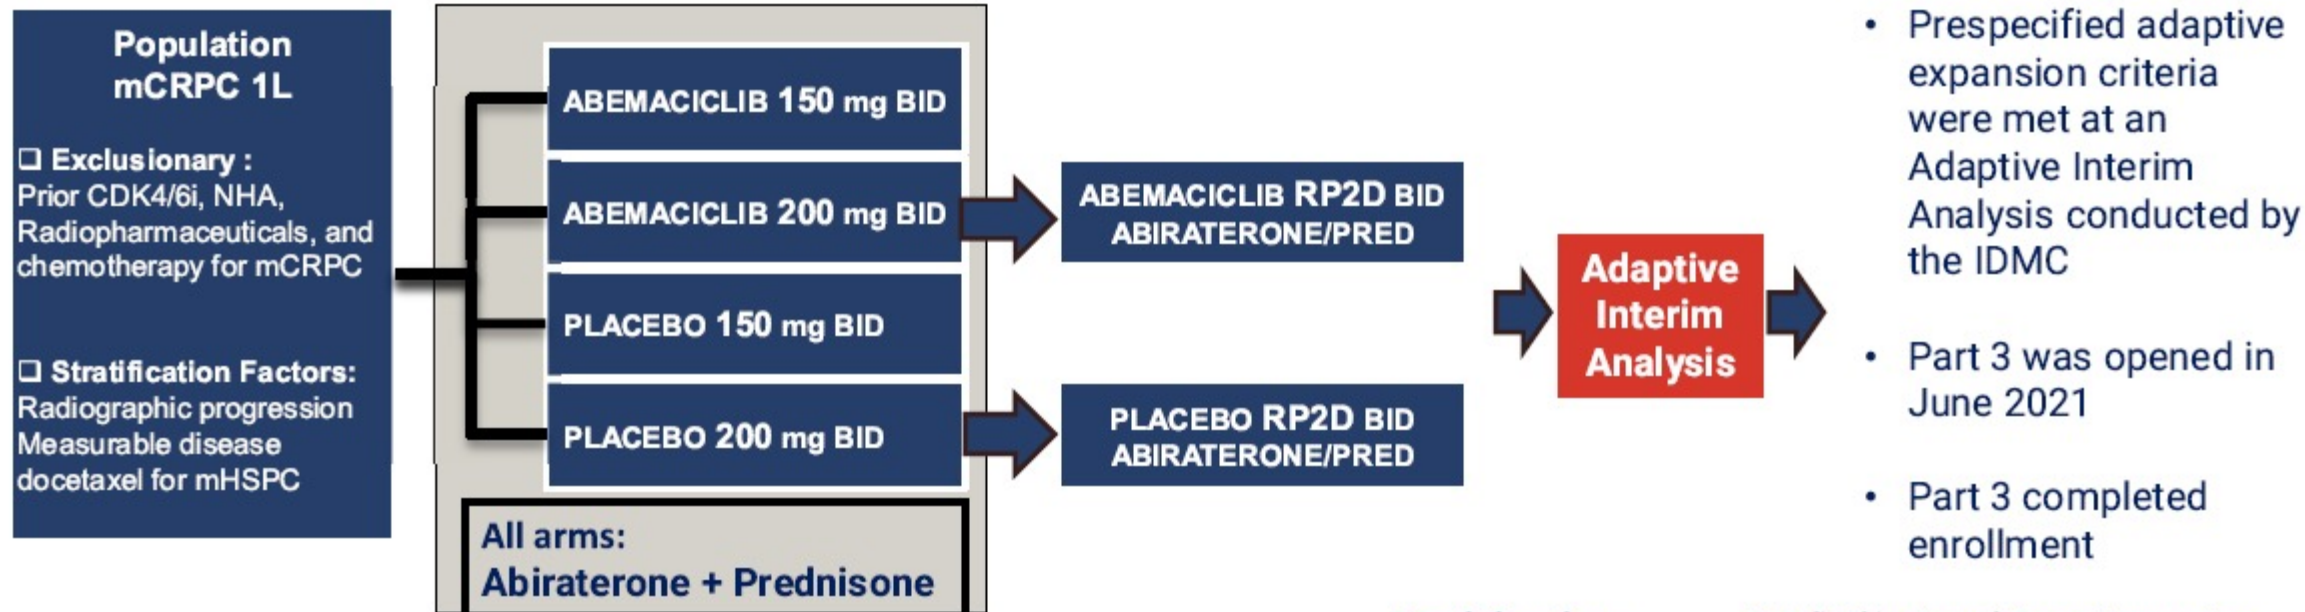 Population
mCRPC 1L
❑ Exclusionary :
Prior CDK4/6i, NHA,
Radiopharmaceuticals, and
chemotherapy for mCRPC
❑ Stratification Factors:
Radiographic progression
Measurable disease
docetaxel for mHSPC
ABEMACICLIB 150 mg BID
ABEMACICLIB 200 mg BID
PLACEBO 150 mg BID
PLACEBO 200 mg BID
All arms:
Abiraterone + Prednisone
ABEMACICLIB RP2D BID
ABIRATERONE/PRED
PLACEBO RP2D BID
ABIRATERONE/PRED
Adaptive
Interim
Analysis
• Prespecified adaptive
expansion criteria
were met at an
Adaptive Interim
Analysis conducted by
the IDMC
• Part 3 was opened in
June 2021
• Part 3 completed
enrollment